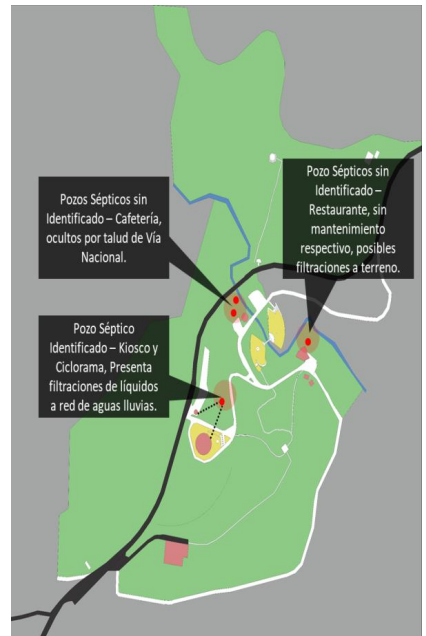 Pozos Sépticos sin
Identificado – Cafetería,
ocultos por talud de Vía
Nacional.
Pozo Sépticos sin
Identificado –
Restaurante, sin
mantenimiento
respectivo, posibles
filtraciones a terreno.
Pozo Séptico
Identificado – Kiosco y
Ciclorama, Presenta
filtraciones de líquidos
a red de aguas lluvias.